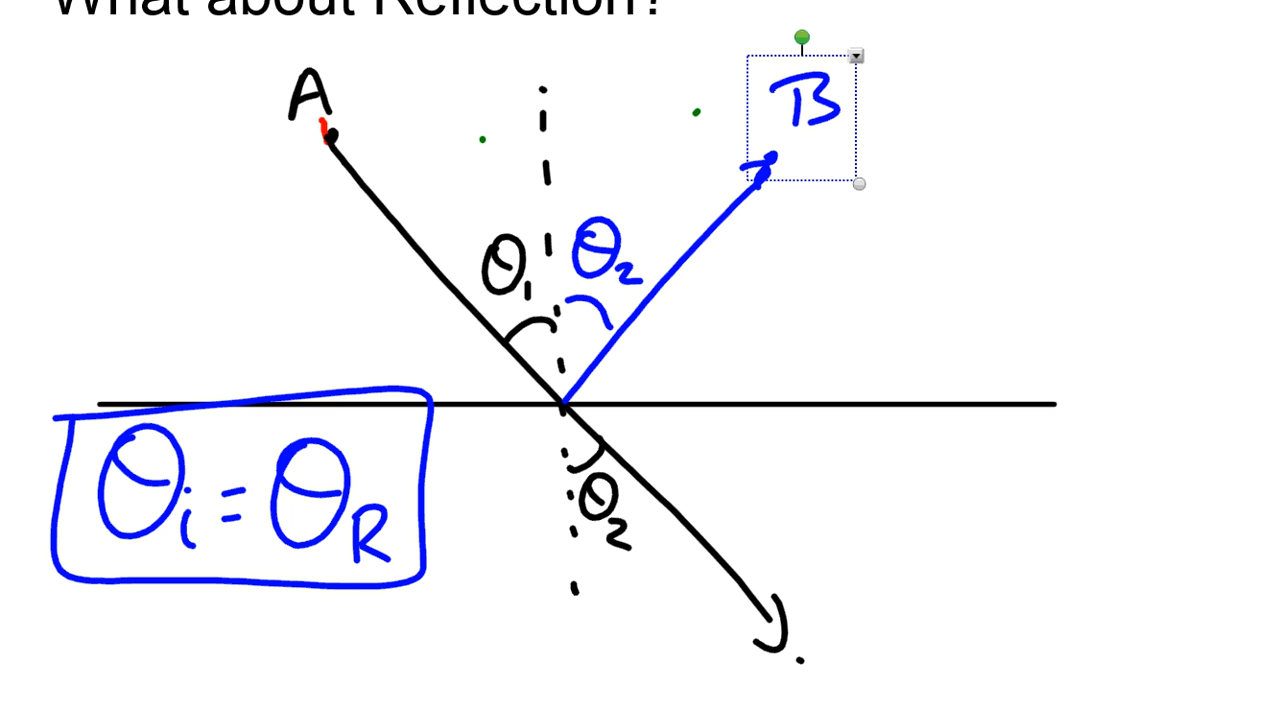 What about Reflection?
A
B
θ₁
θ₂
θi = θR
θ₂